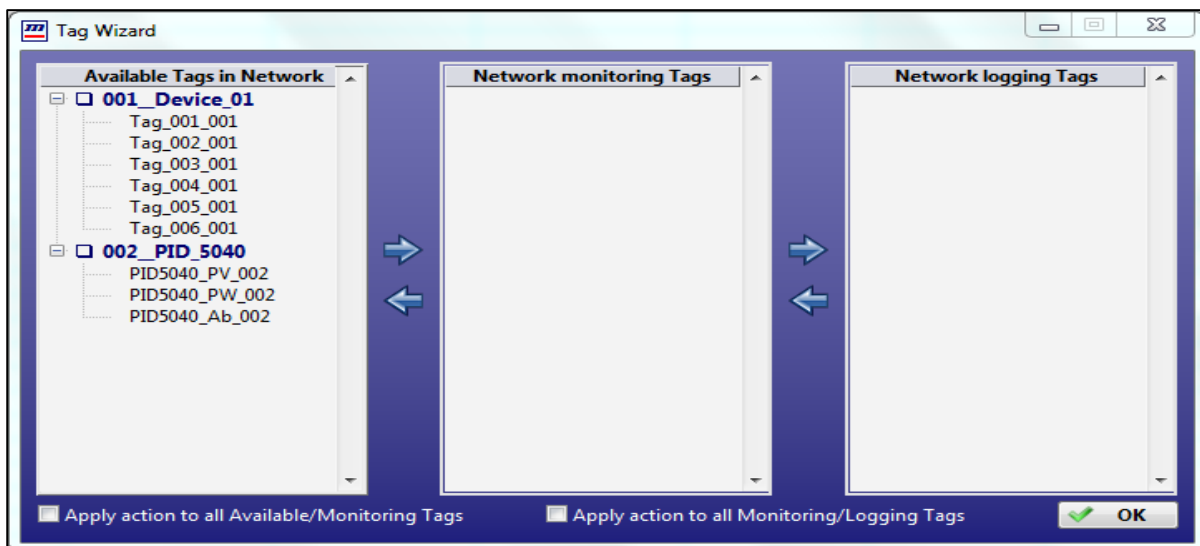 Tag Wizard
Available Tags in Network
001__Device_01
Tag_001_001
Tag_002_001
Tag_003_001
Tag_004_001
Tag_005_001
Tag_006_001
002__PID_5040
PID5040_PV_002
PID5040_PW_002
PID5040_Ab_002
Network monitoring Tags
Network logging Tags
Apply action to all Available/Monitoring Tags
Apply action to all Monitoring/Logging Tags
OK